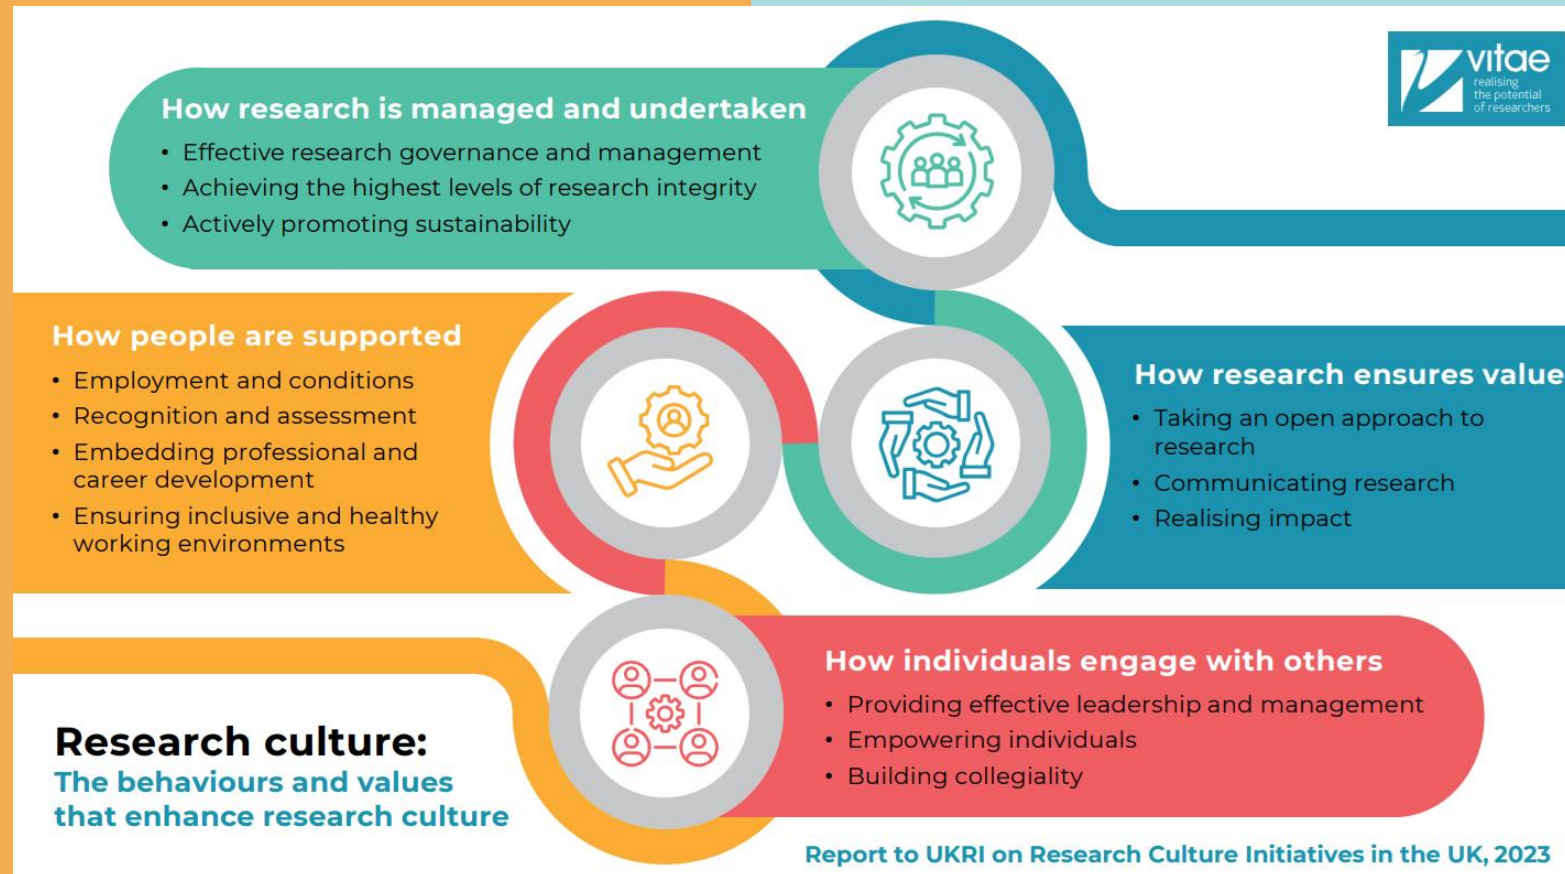 vitae
realising
the potential
of researchers
How research is managed and undertaken
• Effective research governance and management
• Achieving the highest levels of research integrity
• Actively promoting sustainability
How people are supported
• Employment and conditions
• Recognition and assessment
• Embedding professional and
career development
• Ensuring inclusive and healthy
working environments
How research ensures value
• Taking an open approach to
research
• Communicating research
• Realising impact
How individuals engage with others
• Providing effective leadership and management
• Empowering individuals
• Building collegiality
Research culture:
The behaviours and values
that enhance research culture
Report to UKRI on Research Culture Initiatives in the UK, 2023